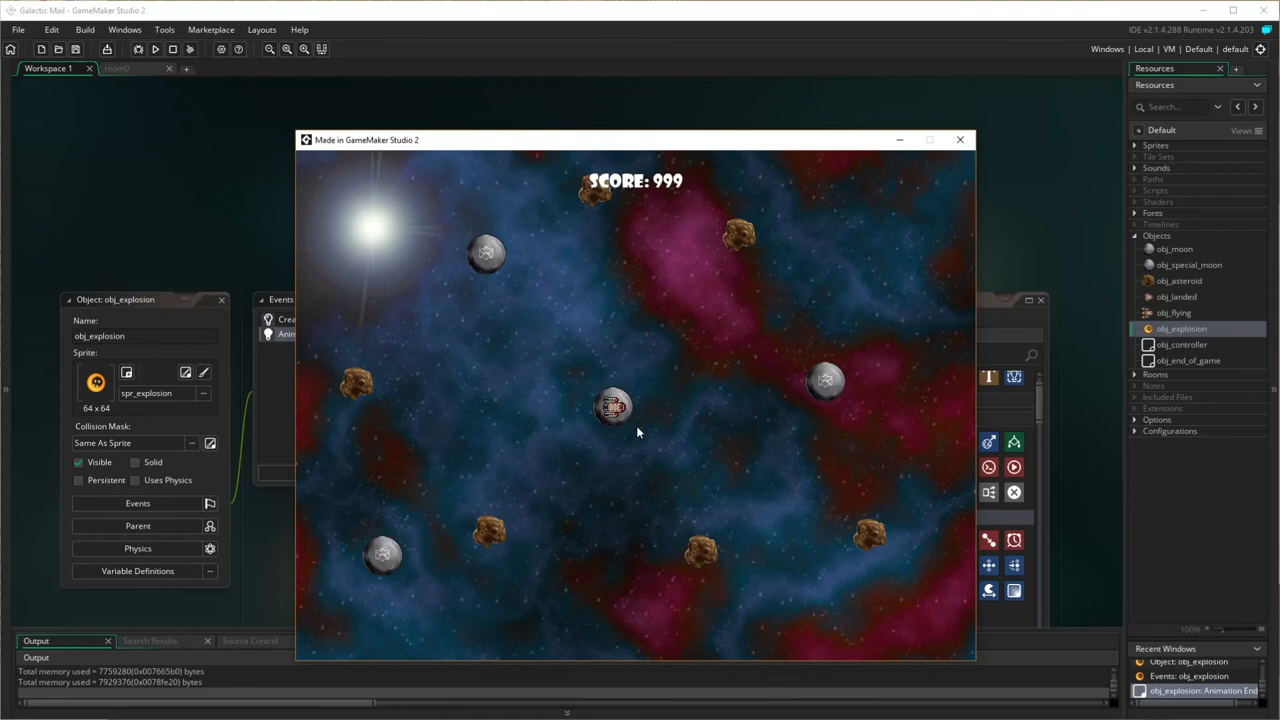 Galactic Mail - GameMaker Studio 2
File Edit Build Windows Tools Marketplace Layouts Help
IDE v2.1.4.288 Runtime v2.1.4.203
Windows | Local | VM | Default | default
Workspace 1
room0
Resources
Resources
Search...
Default Views
Sprites
Tile Sets
Sounds
Paths
Scripts
Shaders
Fonts
Timelines
Objects
obj_moon
obj_special_moon
obj_asteroid
obj_landed
obj_flying
obj_explosion
obj_controller
obj_end_of_game
Rooms
Notes
Included Files
Extensions
Options
Configurations
100%
Recent Windows
Object: obj_explosion
Events: obj_explosion
obj_explosion: Animation End
Made in GameMaker Studio 2
SCORE: 999
Object: obj_explosion
Name:
obj_explosion
Sprite:
spr_explosion
64 x 64
Collision Mask:
Same As Sprite
Visible Solid
Persistent Uses Physics
Events
Parent
Physics
Variable Definitions
Events
Crea
Anin
Output
Search Results
Source Control
Output
Total memory used = 7759280(0x007665b0) bytes
Total memory used = 7929376(0x0078fe20) bytes